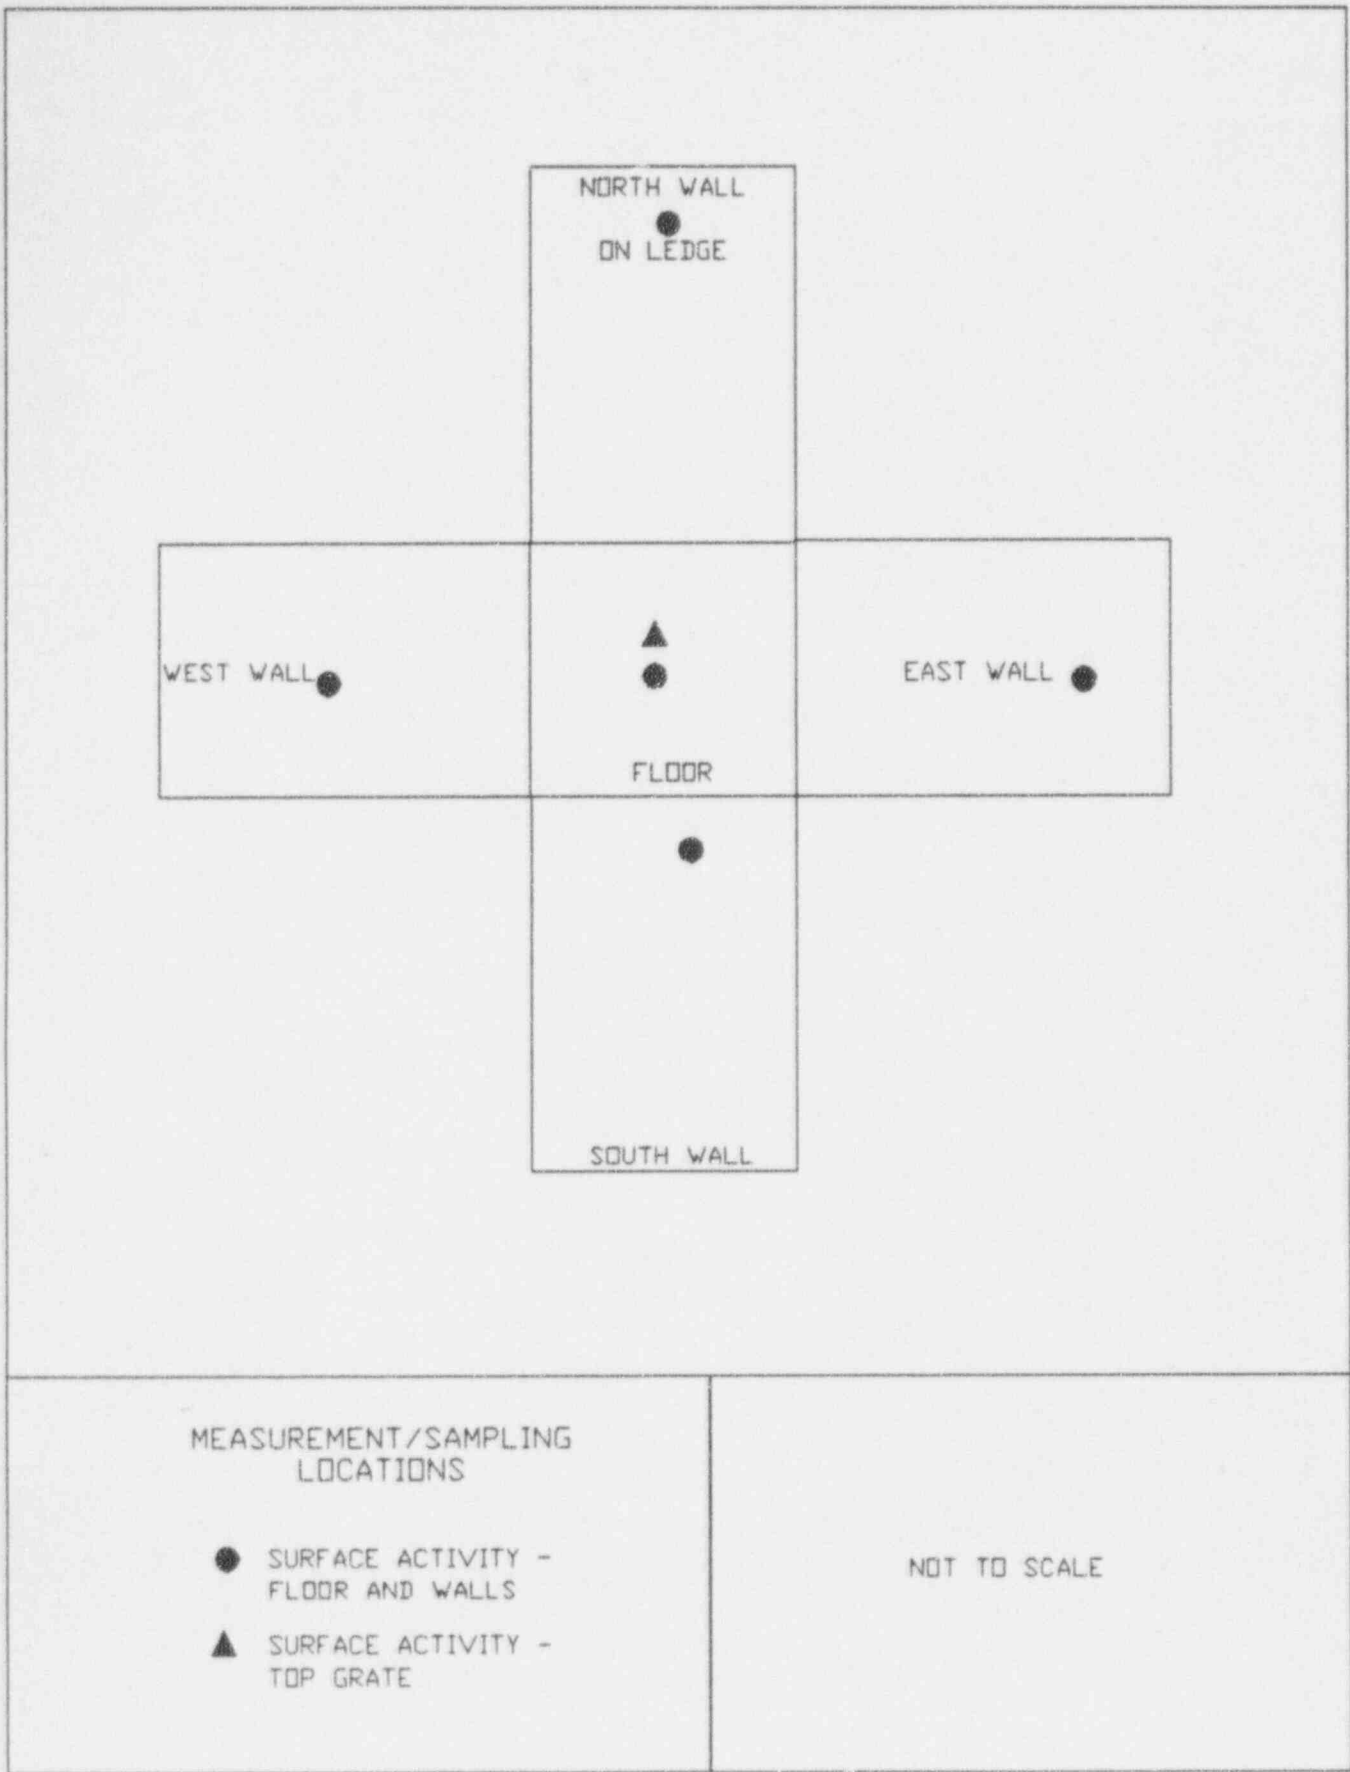 NORTH WALL
ON LEDGE
WEST WALL
EAST WALL
FLOOR
SOUTH WALL
MEASUREMENT/SAMPLING
LOCATIONS
SURFACE ACTIVITY -
FLOOR AND WALLS
SURFACE ACTIVITY -
TOP GRATE
NOT TO SCALE